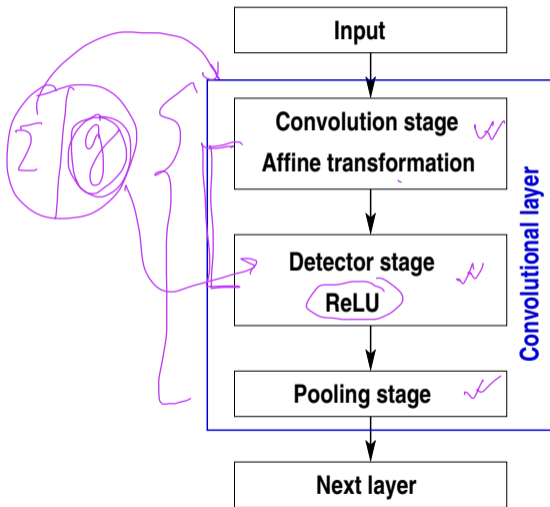 Input
Convolution stage
Affine transformation
Σ g
Detector stage
ReLU
Convolutional layer
Pooling stage
Next layer